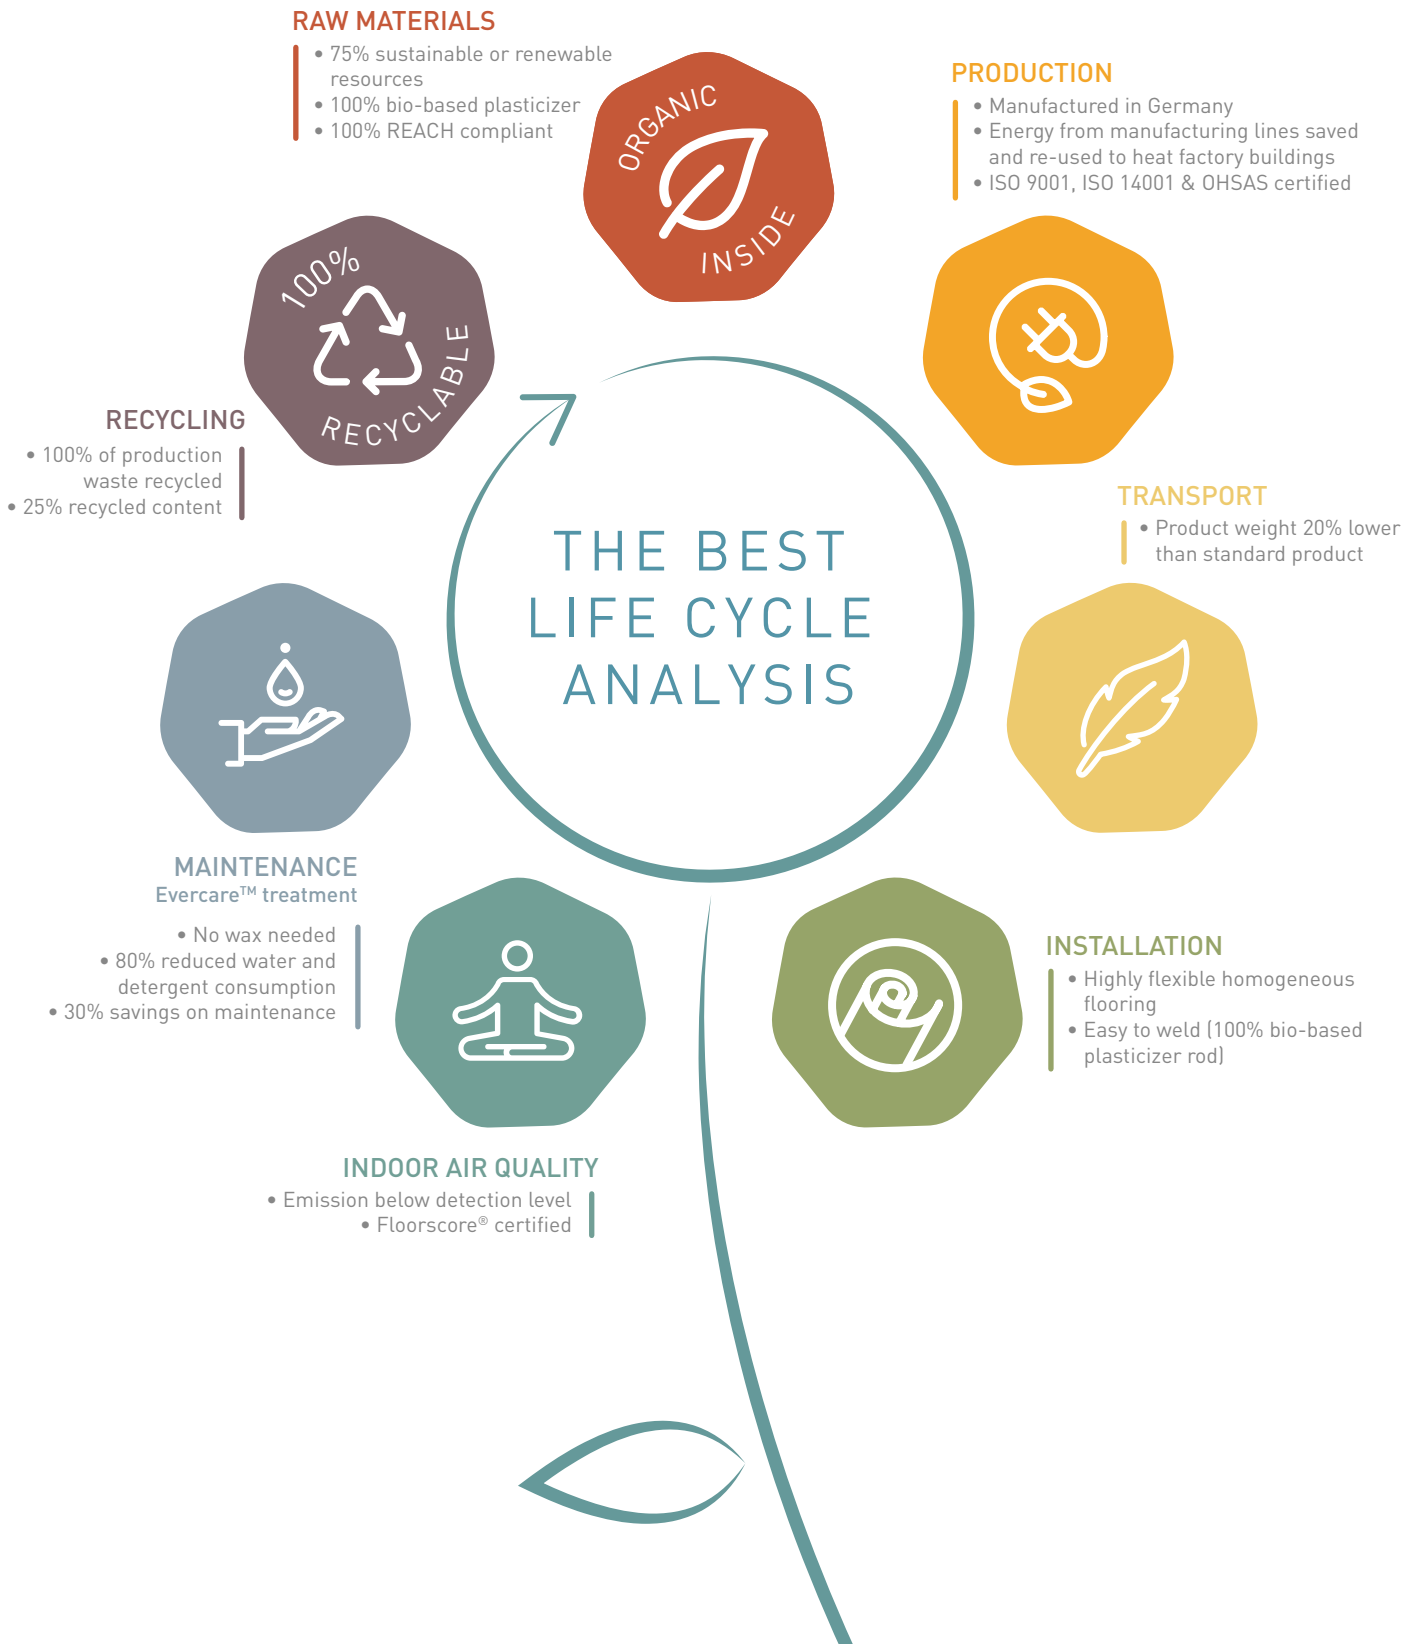 RAW MATERIALS
• 75% sustainable or renewable
resources
• 100% bio-based plasticizer
• 100% REACH compliant
ORGANIC
INSIDE
PRODUCTION
• Manufactured in Germany
• Energy from manufacturing lines saved
and re-used to heat factory buildings
• ISO 9001, ISO 14001 & OHSAS certified
TRANSPORT
• Product weight 20% lower
than standard product
INSTALLATION
• Highly flexible homogeneous
flooring
• Easy to weld (100% bio-based
plasticizer rod)
INDOOR AIR QUALITY
• Emission below detection level
• Floorscore® certified
MAINTENANCE
Evercare™ treatment
• No wax needed
• 80% reduced water and
detergent consumption
• 30% savings on maintenance
100%
RECYCLABLE
RECYCLING
• 100% of production
waste recycled
• 25% recycled content
THE BEST
LIFE CYCLE
ANALYSIS